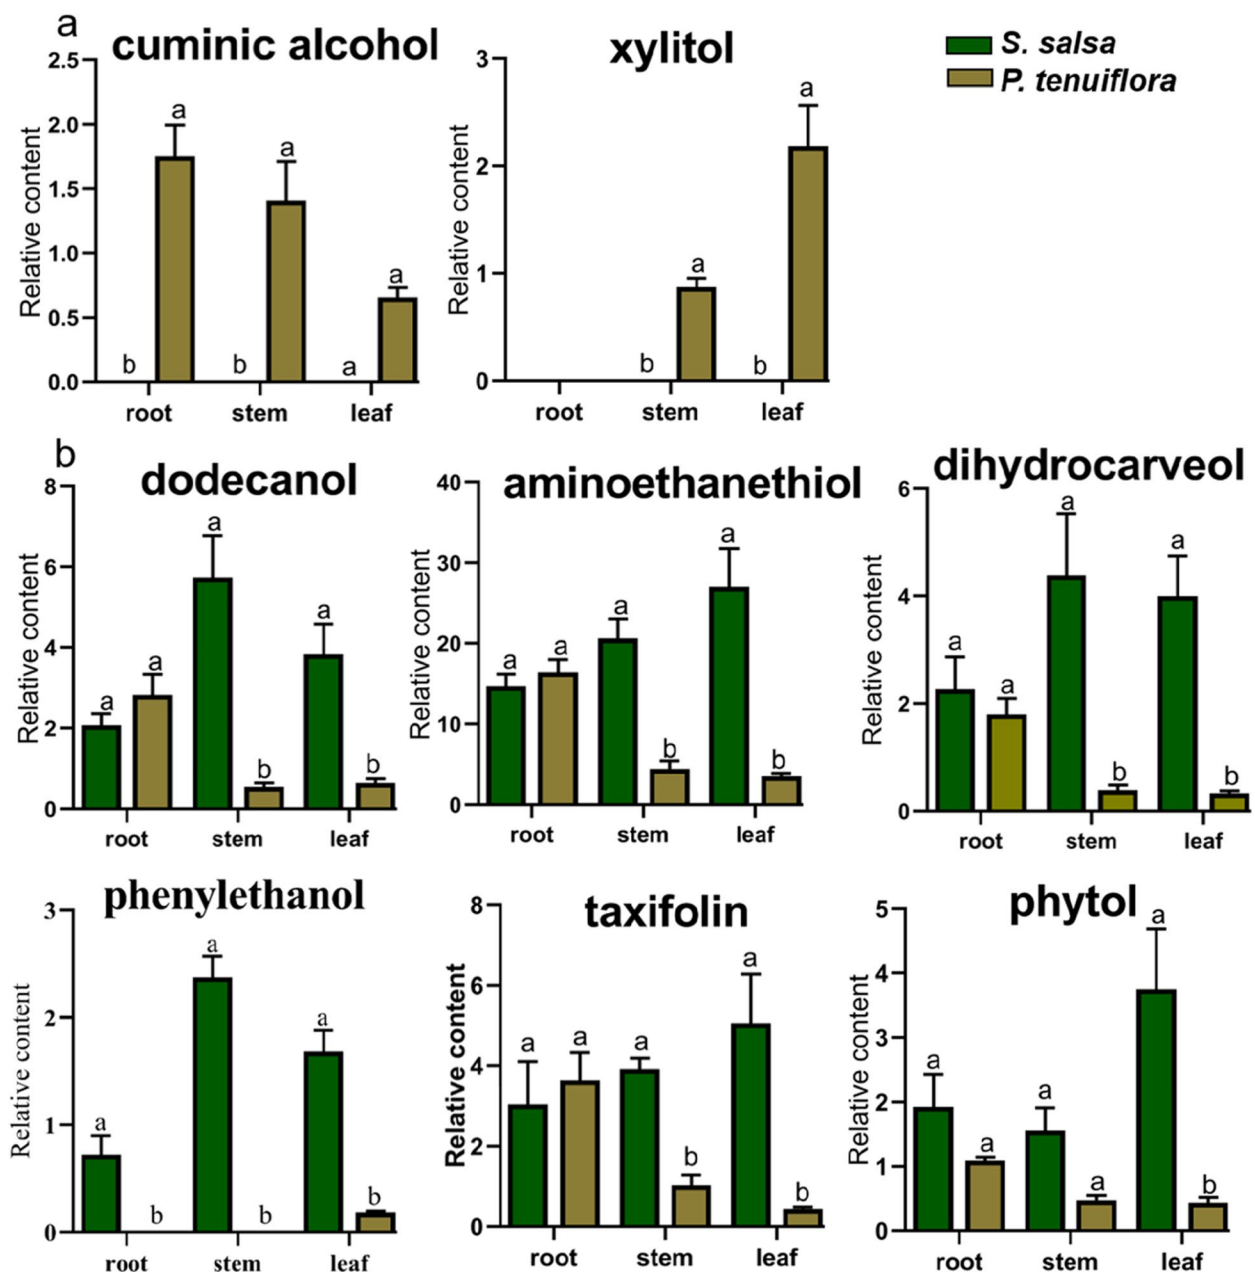 a
cuminic alcohol
xylitol
S. salsa
P. tenuiflora
Relative content
2.5
2.0
1.5
1.0
0.5
0.0
b a b a a a
root stem leaf
Relative content
3
2
1
0
b a b a
root stem leaf
b
dodecanol
aminoethanethiol
dihydrocarveol
Relative content
8
6
4
2
0
a a a b a b
root stem leaf
Relative content
40
30
20
10
0
a a a b a b
root stem leaf
Relative content
6
4
2
0
a a a b a b
root stem leaf
phenylethanol
taxifolin
phytol
Relative content
3
2
1
0
a b a b a b
root stem leaf
Relative content
8
6
4
2
0
a a a b a b
root stem leaf
Relative content
5
4
3
2
1
0
a a a a a b
root stem leaf